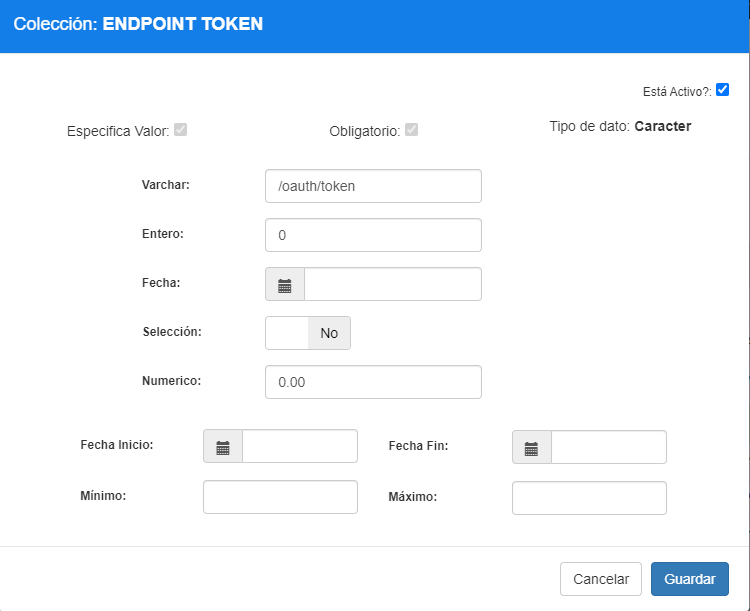 Colección: ENDPOINT TOKEN
Está Activo?:
Especifica Valor:
Obligatorio:
Tipo de dato: Caracter
Varchar:
/oauth/token
Entero:
0
Fecha:
Selección:
No
Numerico:
0.00
Fecha Inicio:
Fecha Fin:
Mínimo:
Máximo:
Cancelar
Guardar